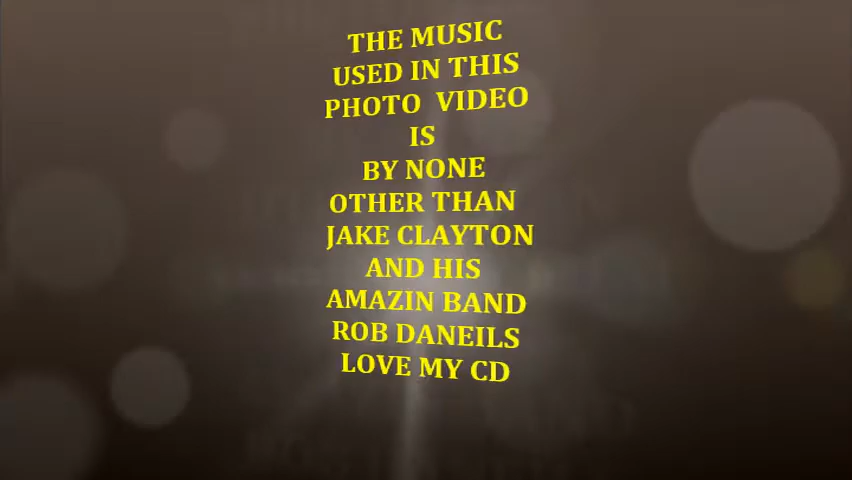 THE MUSIC
USED IN THIS
PHOTO VIDEO
IS
BY NONE
OTHER THAN
JAKE CLAYTON
AND HIS
AMAZIN BAND
ROB DANEILS
LOVE MY CD